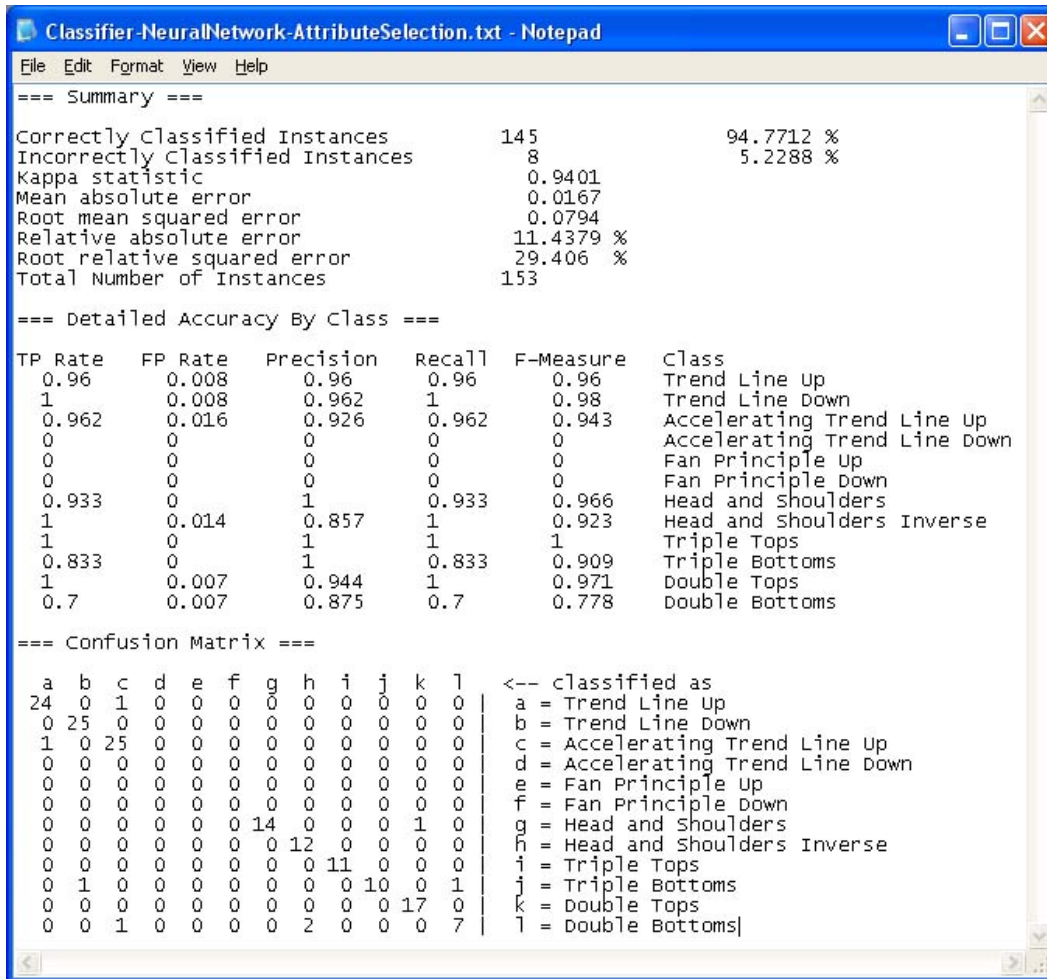 Classifier-NeuralNetwork-AttributeSelection.txt - Notepad
File Edit Format View Help
=== Summary ===
Correctly Classified Instances 145 94.7712 %
Incorrectly Classified Instances 8 5.2288 %
Kappa statistic 0.9401
Mean absolute error 0.0167
Root mean squared error 0.0794
Relative absolute error 11.4379 %
Root relative squared error 29.406 %
Total Number of Instances 153
=== Detailed Accuracy By Class ===
TP Rate FP Rate Precision Recall F-Measure Class
0.96 0.008 0.96 0.96 0.96 Trend Line Up
1 0.008 0.962 1 0.98 Trend Line Down
0.962 0.016 0.926 0.962 0.943 Accelerating Trend Line Up
0 0 0 0 0 Accelerating Trend Line Down
0 0 0 0 0 Fan Principle Up
0 0 0 0 0 Fan Principle Down
0.933 0 1 0.933 0.966 Head and Shoulders
1 0.014 0.857 1 0.923 Head and Shoulders Inverse
1 0 1 1 1 Triple Tops
0.833 0 1 0.833 0.909 Triple Bottoms
1 0.007 0.944 1 0.971 Double Tops
0.7 0.007 0.875 0.7 0.778 Double Bottoms
=== Confusion Matrix ===
a b c d e f g h i j k l <-- classified as
24 0 1 0 0 0 0 0 0 0 0 0 | a = Trend Line Up
0 25 0 0 0 0 0 0 0 0 0 0 | b = Trend Line Down
1 0 25 0 0 0 0 0 0 0 0 0 | c = Accelerating Trend Line Up
0 0 0 0 0 0 0 0 0 0 0 0 | d = Accelerating Trend Line Down
0 0 0 0 0 0 0 0 0 0 0 0 | e = Fan Principle Up
0 0 0 0 0 0 0 0 0 0 0 0 | f = Fan Principle Down
0 0 0 0 0 0 14 0 0 0 1 0 | g = Head and Shoulders
0 0 0 0 0 0 0 12 0 0 0 0 | h = Head and Shoulders Inverse
0 0 0 0 0 0 0 0 11 0 0 0 | i = Triple Tops
0 1 0 0 0 0 0 0 0 10 0 1 | j = Triple Bottoms
0 0 0 0 0 0 0 0 0 0 17 0 | k = Double Tops
0 0 1 0 0 0 0 2 0 0 0 7 | l = Double Bottoms